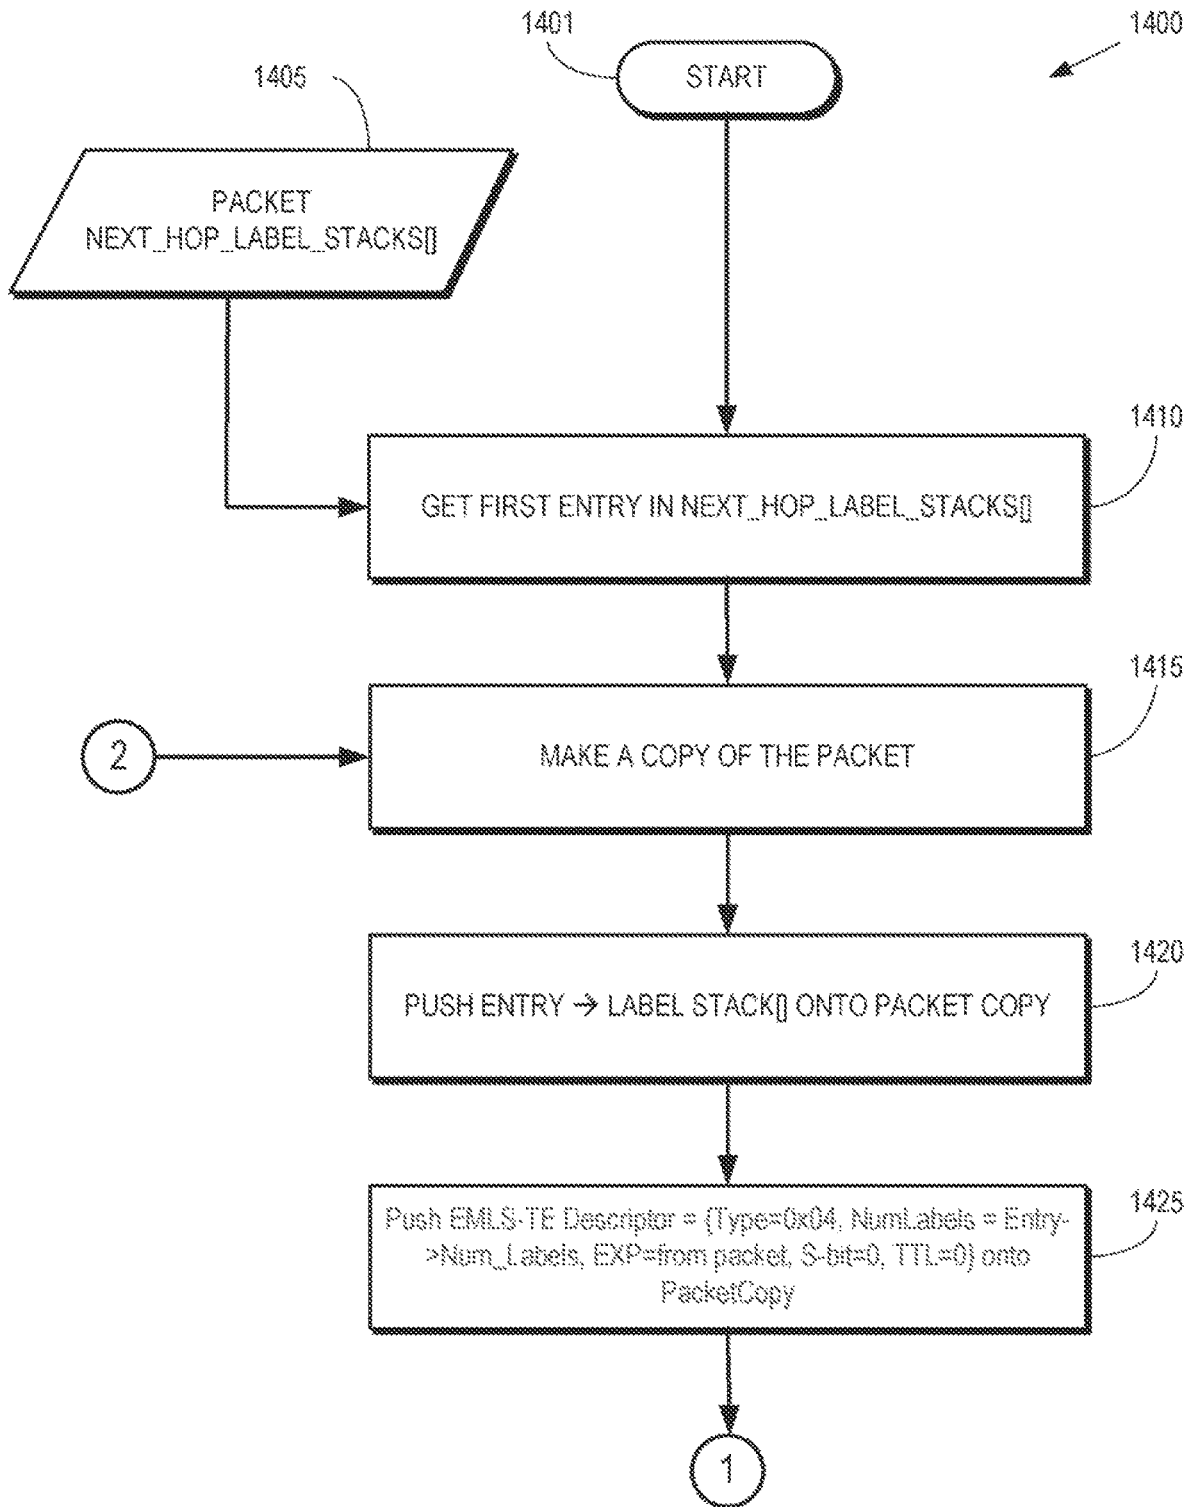 1401
START
1400
1405
PACKET
NEXT_HOP_LABEL_STACKS[]
1410
GET FIRST ENTRY IN NEXT_HOP_LABEL_STACKS[]
1415
2
MAKE A COPY OF THE PACKET
1420
PUSH ENTRY → LABEL STACK[] ONTO PACKET COPY
1425
Push EMLS-TE Descriptor = {Type=0x04, NumLabels = Entry-
>Num_Labels, EXP=from packet, S-bit=0, TTL=0} onto
PacketCopy
1